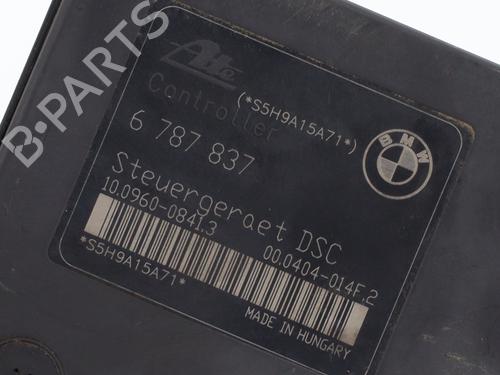 Ate
Controller
(*S5H9A15A71*)
6 787 837
BMW
Steuergeraet DSC
10.0960-0841.3
00.0404-014F.2
*S5H9A15A71*
MADE IN HUNGARY
B-PARTS
B-PARTS